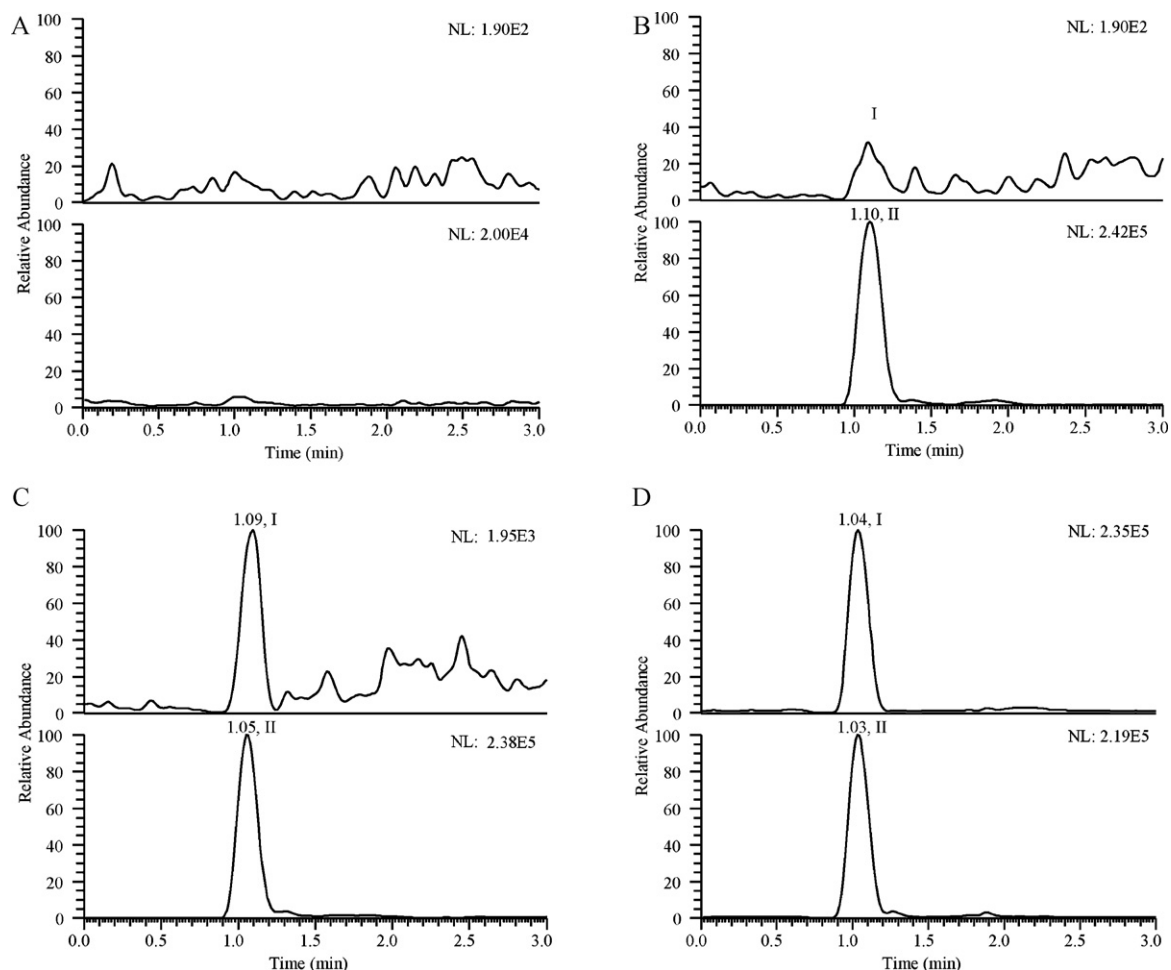 A
NL: 1.90E2
100
80
60
40
20
0
NL: 2.00E4
100
80
60
40
20
0
Relative Abundance
0.0 0.5 1.0 1.5 2.0 2.5 3.0
Time (min)
B
NL: 1.90E2
100
80
60
40
20
0
I
1.10, II
NL: 2.42E5
100
80
60
40
20
0
Relative Abundance
0.0 0.5 1.0 1.5 2.0 2.5 3.0
Time (min)
C
1.09, I
NL: 1.95E3
100
80
60
40
20
0
1.05, II
NL: 2.38E5
100
80
60
40
20
0
Relative Abundance
0.0 0.5 1.0 1.5 2.0 2.5 3.0
Time (min)
D
1.04, I
NL: 2.35E5
100
80
60
40
20
0
1.03, II
NL: 2.19E5
100
80
60
40
20
0
Relative Abundance
0.0 0.5 1.0 1.5 2.0 2.5 3.0
Time (min)